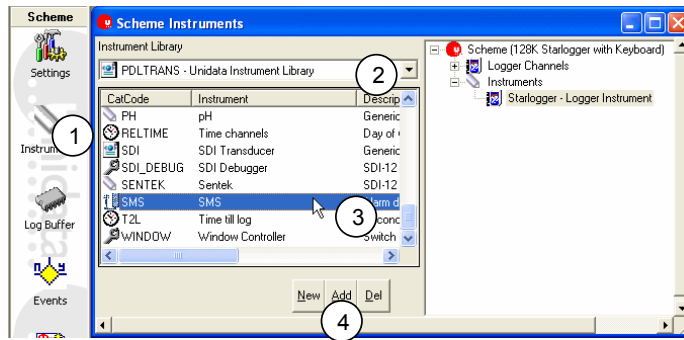 Scheme
Settings
Instrum
Log Buffer
Events
Scheme Instruments
Instrument Library
PDLTRANS - Unidata Instrument Library
CatCode Instrument Descrip
PH pH Generic
RELTIME Time channels Day of
SDI SDI Transducer Generic
SDI_DEBUG SDI Debugger SDI-12
SENTEK Sentek SDI-12
SMS SMS larm d
T2L Time till log econd
WINDOW Window Controller Switch
New Add Del
Scheme (128K Starlogger with Keyboard)
Logger Channels
Instruments
Starlogger - Logger Instrument
1
2
3
4
unidata